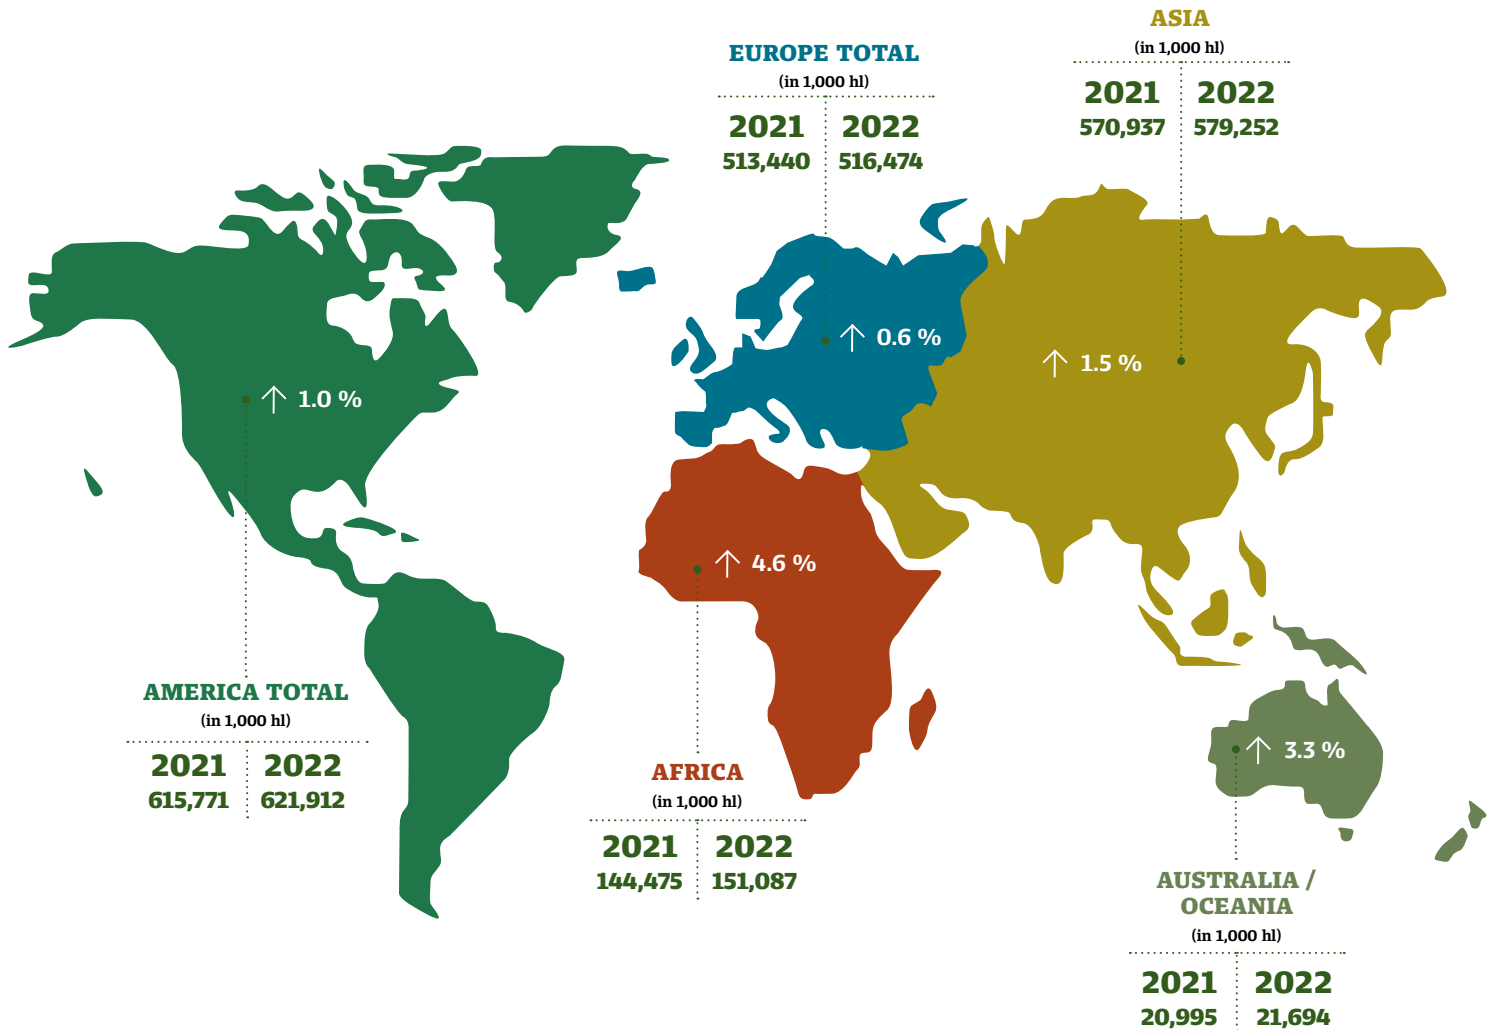 ASIA
(in 1,000 hl)
2021 2022
570,937 579,252
EUROPE TOTAL
(in 1,000 hl)
2021 2022
513,440 516,474
↑ 0.6 %
↑ 1.5 %
↑ 1.0 %
↑ 4.6 %
AMERICA TOTAL
(in 1,000 hl)
2021 2022
615,771 621,912
↑ 3.3 %
AFRICA
(in 1,000 hl)
2021 2022
144,475 151,087
AUSTRALIA /
OCEANIA
(in 1,000 hl)
2021 2022
20,995 21,694